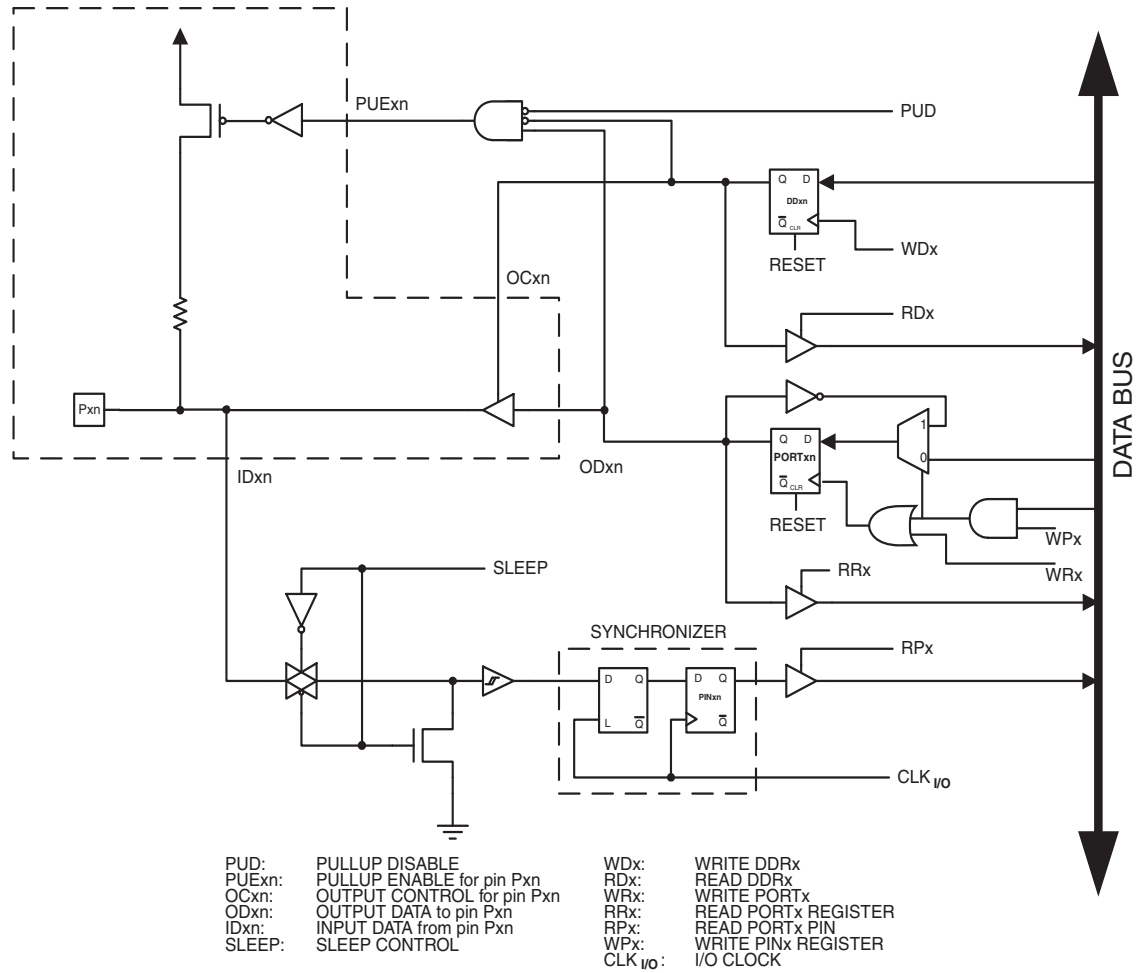 PUExn
PUD
Q D
DDxn
Q CLR
WDx
RESET
OCxn
RDx
Pxn
1
Q D
PORTxn
0
ODxn
IDxn
Q CLR
RESET
WPx
WRx
DATA BUS
SLEEP
RRx
SYNCHRONIZER
RPx
D Q
D Q
PINxn
L Q
Q
CLK I/O
PUD: PULLUP DISABLE
PUExn: PULLUP ENABLE for pin Pxn
OCxn: OUTPUT CONTROL for pin Pxn
ODxn: OUTPUT DATA to pin Pxn
IDxn: INPUT DATA from pin Pxn
SLEEP: SLEEP CONTROL
WDx: WRITE DDRx
RDx: READ DDRx
WRx: WRITE PORTx
RRx: READ PORTx REGISTER
RPx: READ PORTx PIN
WPx: WRITE PINx REGISTER
CLK I/O: I/O CLOCK